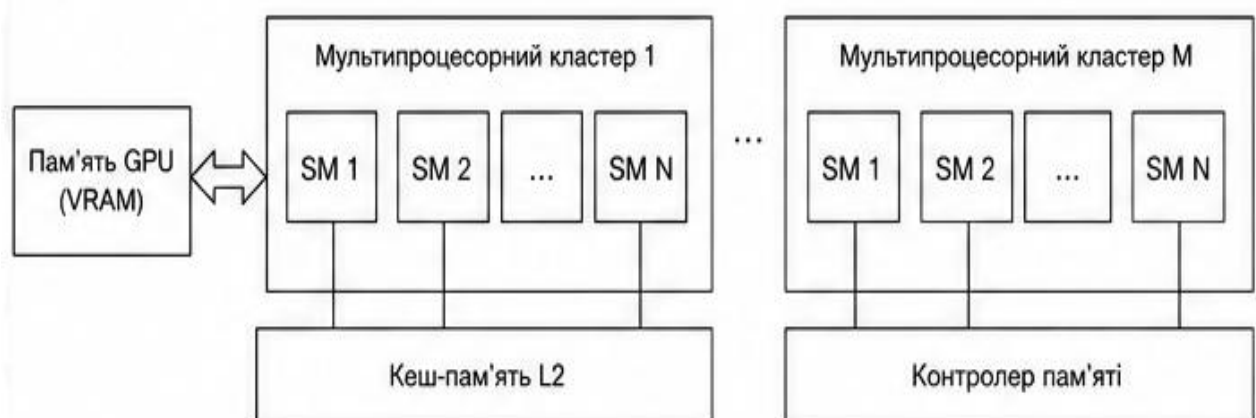 Мультипроцесорний кластер 1
Мультипроцесорний кластер M
Пам'ять GPU
(VRAM)
SM 1
SM 2
...
SM N
...
SM 1
SM 2
...
SM N
Кеш-пам'ять L2
Контролер пам'яті